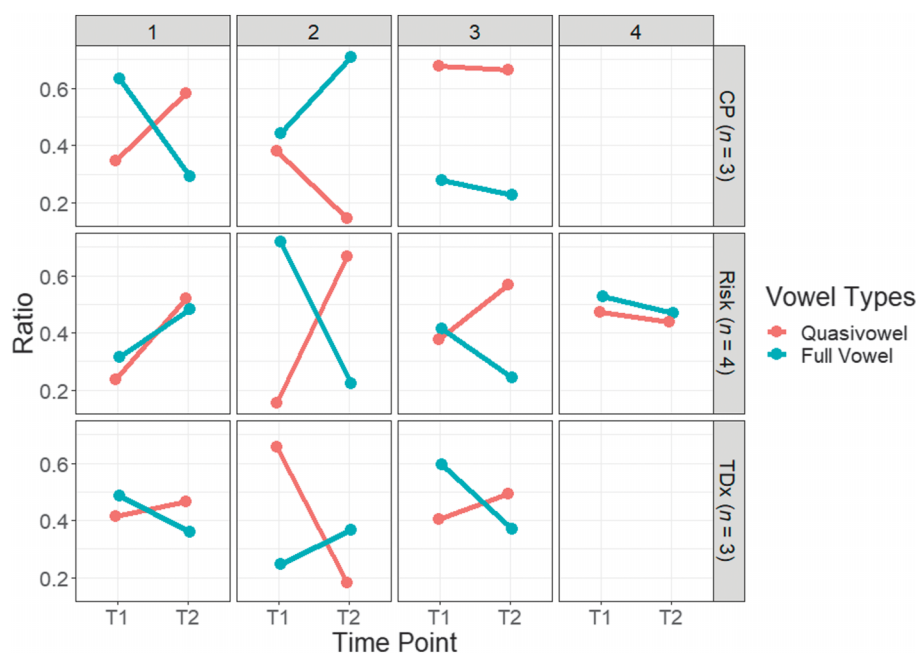 1 2 3 4
0.6
0.4
0.2
CP (n = 3)
0.6
0.4
0.2
Risk (n = 4)
0.6
0.4
0.2
TDx (n = 3)
Ratio
T1 T2 T1 T2 T1 T2 T1 T2
Time Point
Vowel Types
Quasivowel
Full Vowel